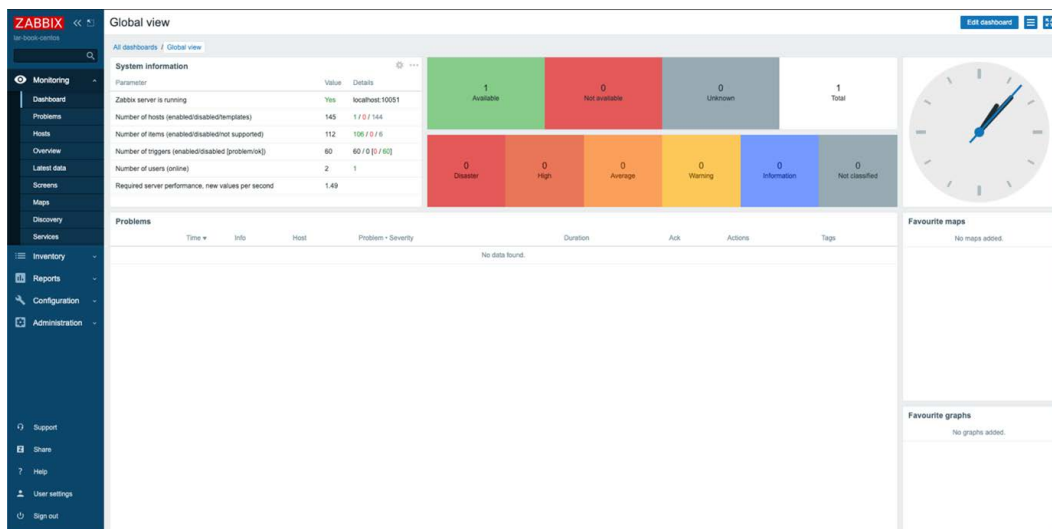 ZABBIX
lar-book-centos
Monitoring
Dashboard
Problems
Hosts
Overview
Latest data
Screens
Maps
Discovery
Services
Inventory
Reports
Configuration
Administration
Support
Share
Help
User settings
Sign out
Global view
Edit dashboard
All dashboards / Global view
System information
Parameter Value Details
Zabbix server is running Yes localhost:10051
Number of hosts (enabled/disabled/templates) 145 1 / 0 / 144
Number of items (enabled/disabled/not supported) 112 106 / 0 / 6
Number of triggers (enabled/disabled [problem/ok]) 60 60 / 0 [0 / 60]
Number of users (online) 2 1
Required server performance, new values per second 1.49
1 0 0 1
Available Not available Unknown Total
0 0 0 0 0 0
Disaster High Average Warning Information Not classified
Problems
Time Info Host Problem • Severity Duration Ack Actions Tags
No data found.
Favourite maps
No maps added.
Favourite graphs
No graphs added.